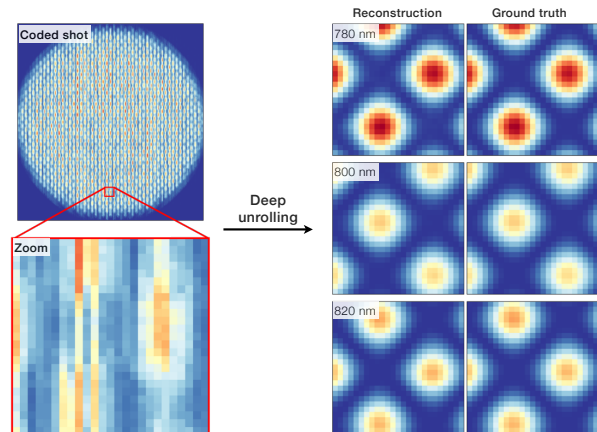 Coded shot
Zoom
Deep
unrolling
Reconstruction
Ground truth
780 nm
800 nm
820 nm